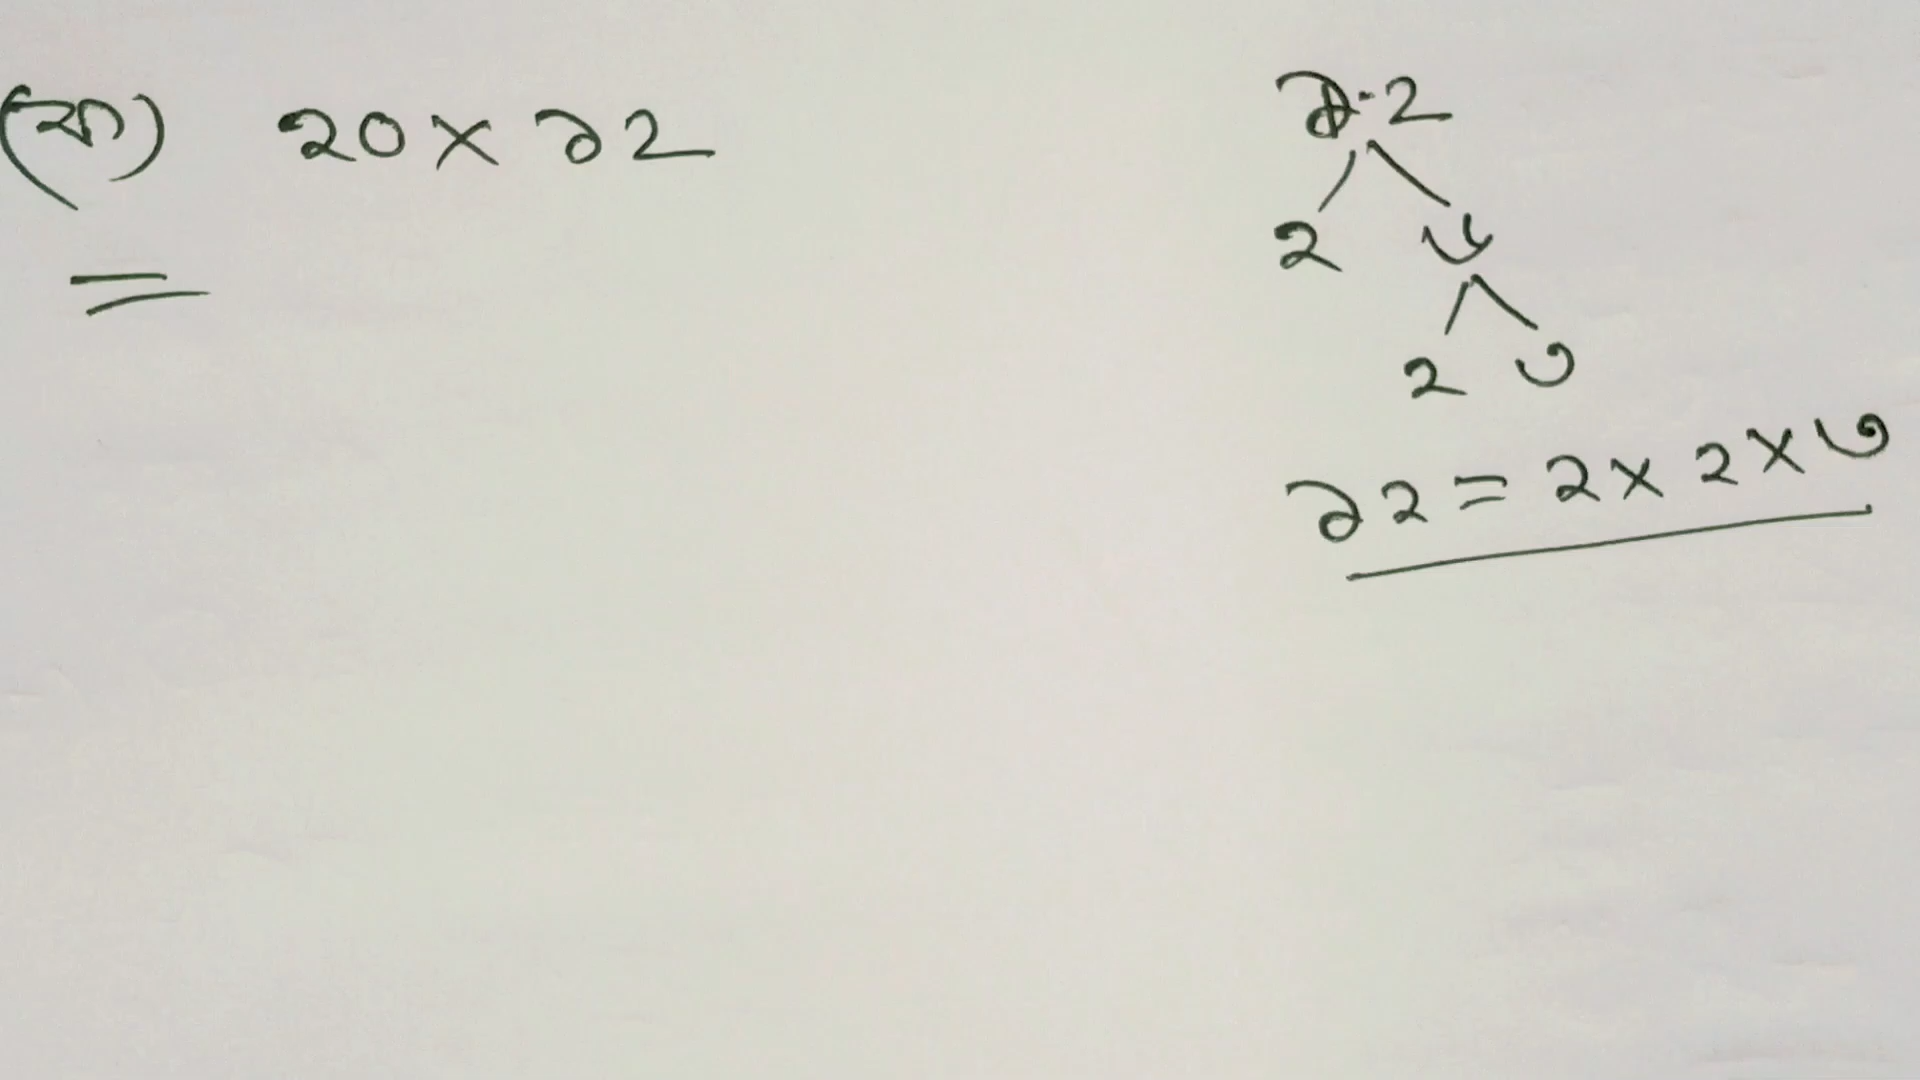 (ক) ২০ × ১২
=
১২
২ ৬
২ ৩
১২ = ২ × ২ × ৩